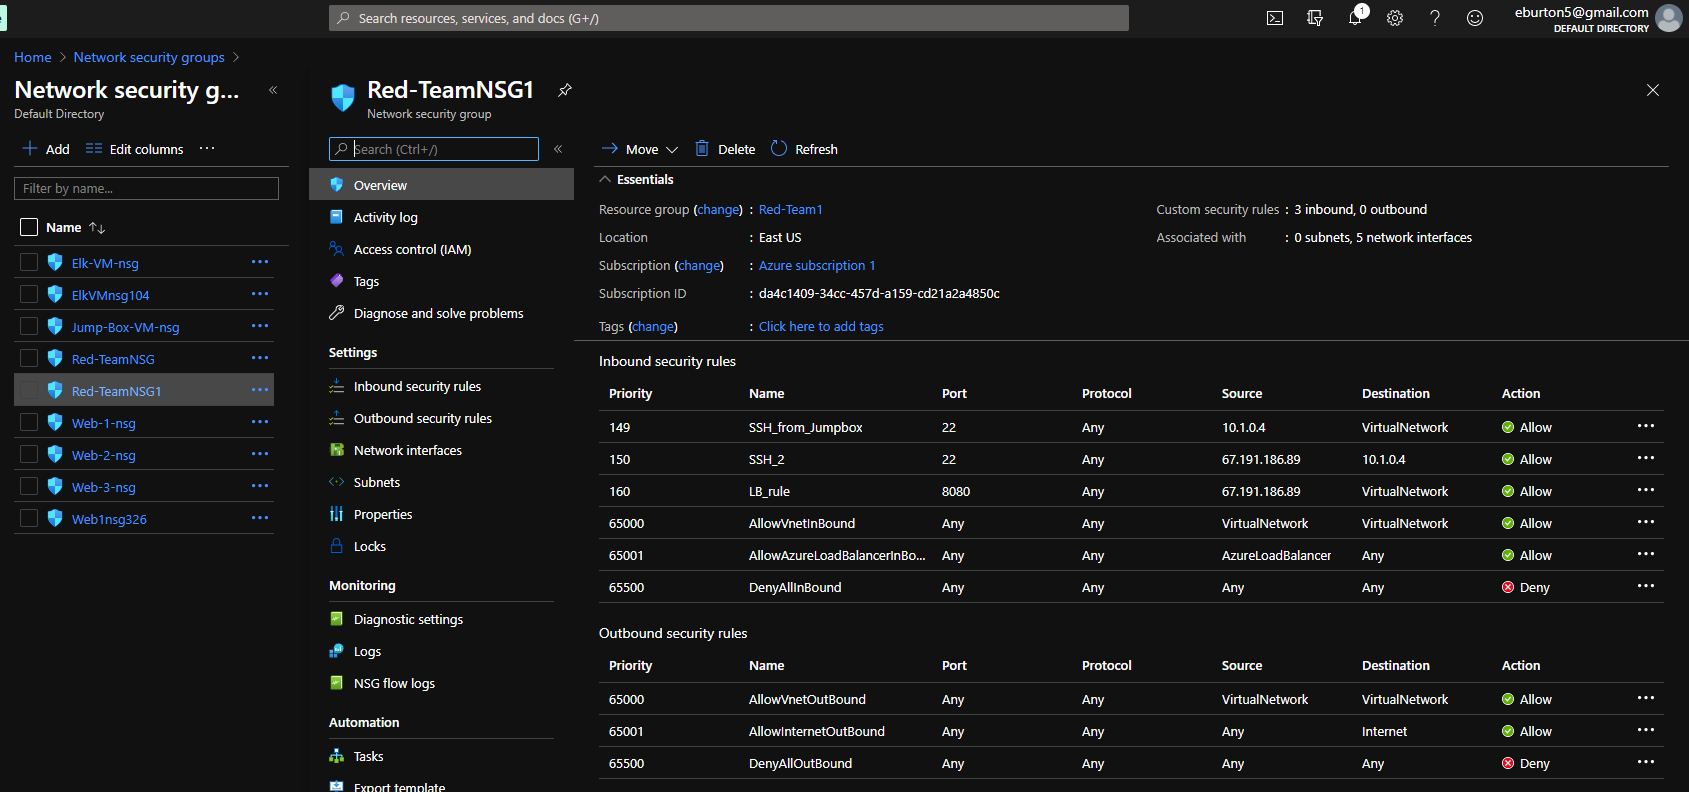 Search resources, services, and docs (G+/)
1
eburton5@gmail.com
DEFAULT DIRECTORY
Home > Network security groups >
Network security g... «
Default Directory
+ Add Edit columns ...
Filter by name...
Name ↑↓
Elk-VM-nsg ...
ElkVMnsg104 ...
Jump-Box-VM-nsg ...
Red-TeamNSG ...
Red-TeamNSG1 ...
Web-1-nsg ...
Web-2-nsg ...
Web-3-nsg ...
Web1nsg326 ...
Red-TeamNSG1
Network security group
Search (Ctrl+/) «
Overview
Activity log
Access control (IAM)
Tags
Diagnose and solve problems
Settings
Inbound security rules
Outbound security rules
Network interfaces
Subnets
Properties
Locks
Monitoring
Diagnostic settings
Logs
NSG flow logs
Automation
Tasks
Export template
Move Delete Refresh
Essentials
Resource group (change) : Red-Team1
Location : East US
Subscription (change) : Azure subscription 1
Subscription ID : da4c1409-34cc-457d-a159-cd21a2a4850c
Tags (change) : Click here to add tags
Custom security rules : 3 inbound, 0 outbound
Associated with : 0 subnets, 5 network interfaces
Inbound security rules
Priority Name Port Protocol Source Destination Action
149 SSH_from_Jumpbox 22 Any 10.1.0.4 VirtualNetwork Allow ...
150 SSH_2 22 Any 67.191.186.89 10.1.0.4 Allow ...
160 LB_rule 8080 Any 67.191.186.89 VirtualNetwork Allow ...
65000 AllowVnetInBound Any Any VirtualNetwork VirtualNetwork Allow ...
65001 AllowAzureLoadBalancerInBo... Any Any AzureLoadBalancer Any Allow ...
65500 DenyAllInBound Any Any Any Any Deny ...
Outbound security rules
Priority Name Port Protocol Source Destination Action
65000 AllowVnetOutBound Any Any VirtualNetwork VirtualNetwork Allow ...
65001 AllowInternetOutBound Any Any Any Internet Allow ...
65500 DenyAllOutBound Any Any Any Any Deny ...